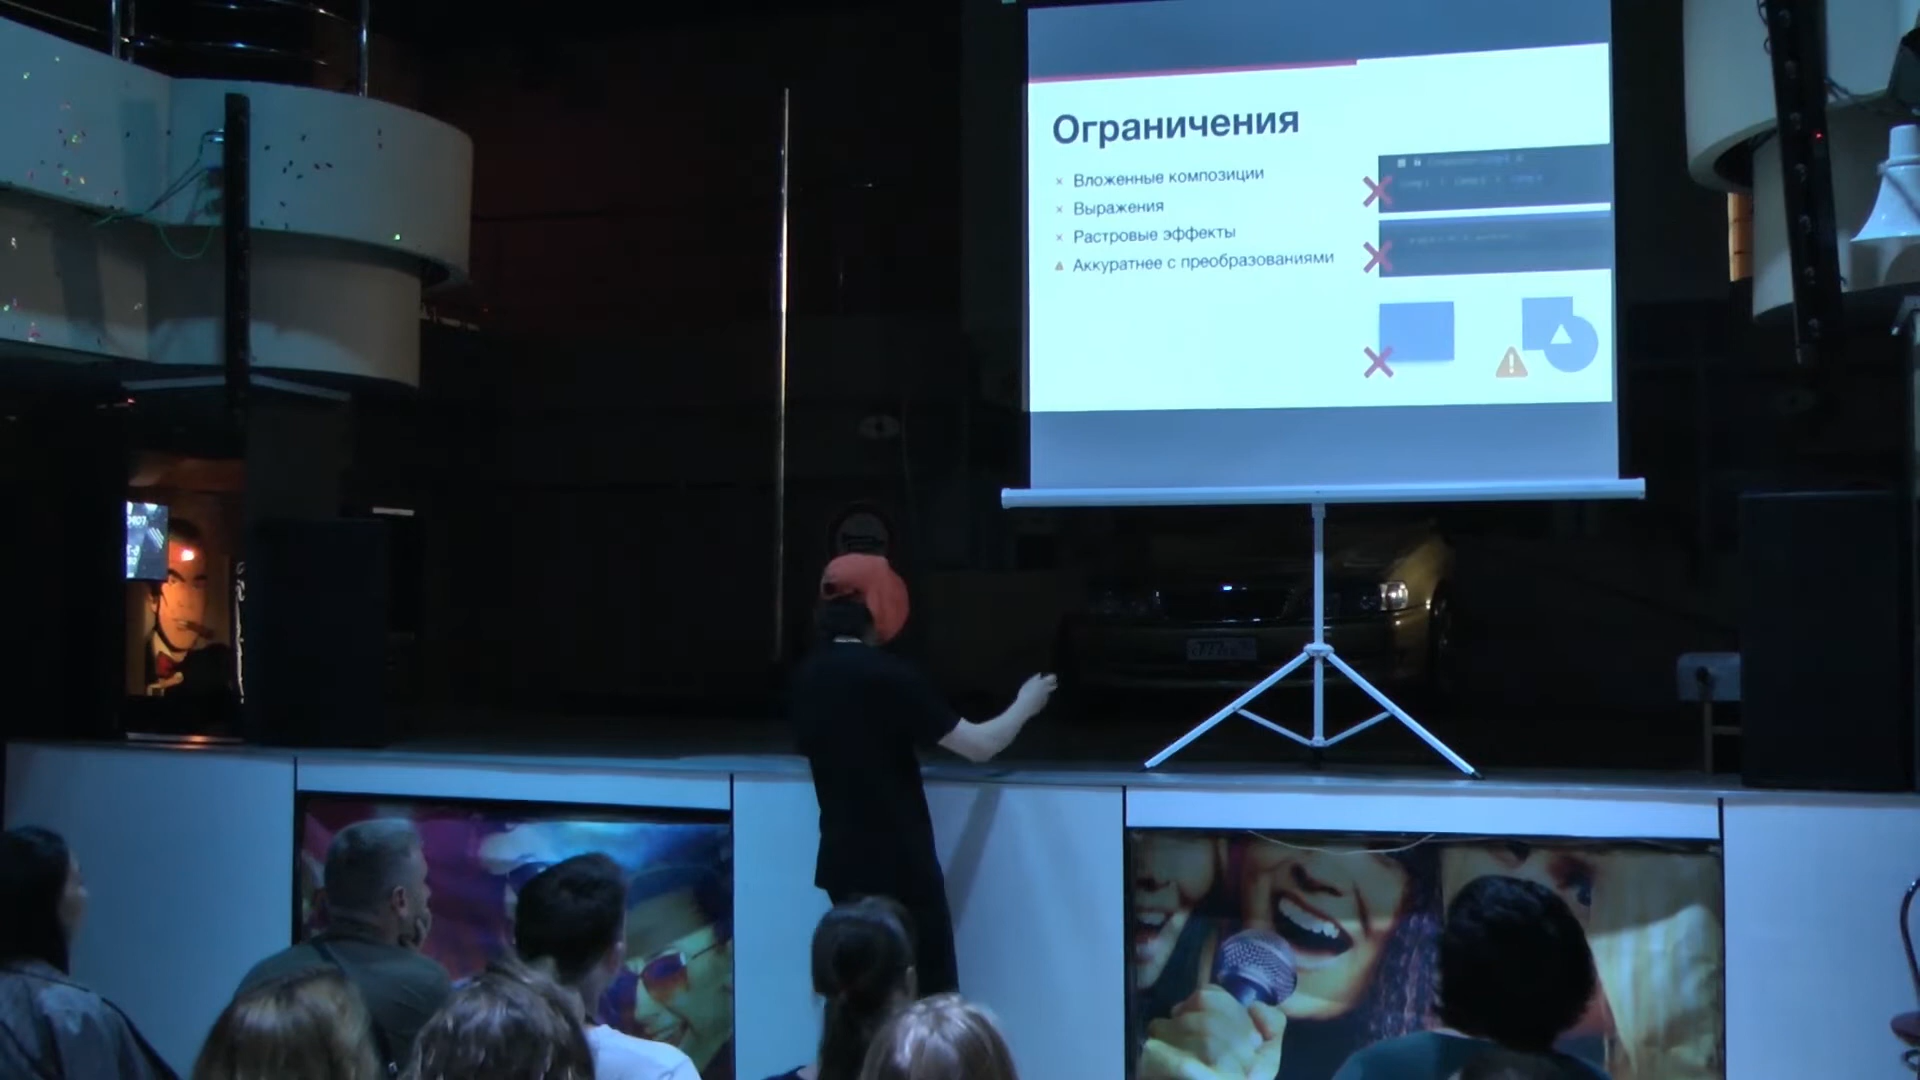 Ограничения
× Вложенные композиции
× Выражения
× Растровые эффекты
Аккуратнее с преобразованиями